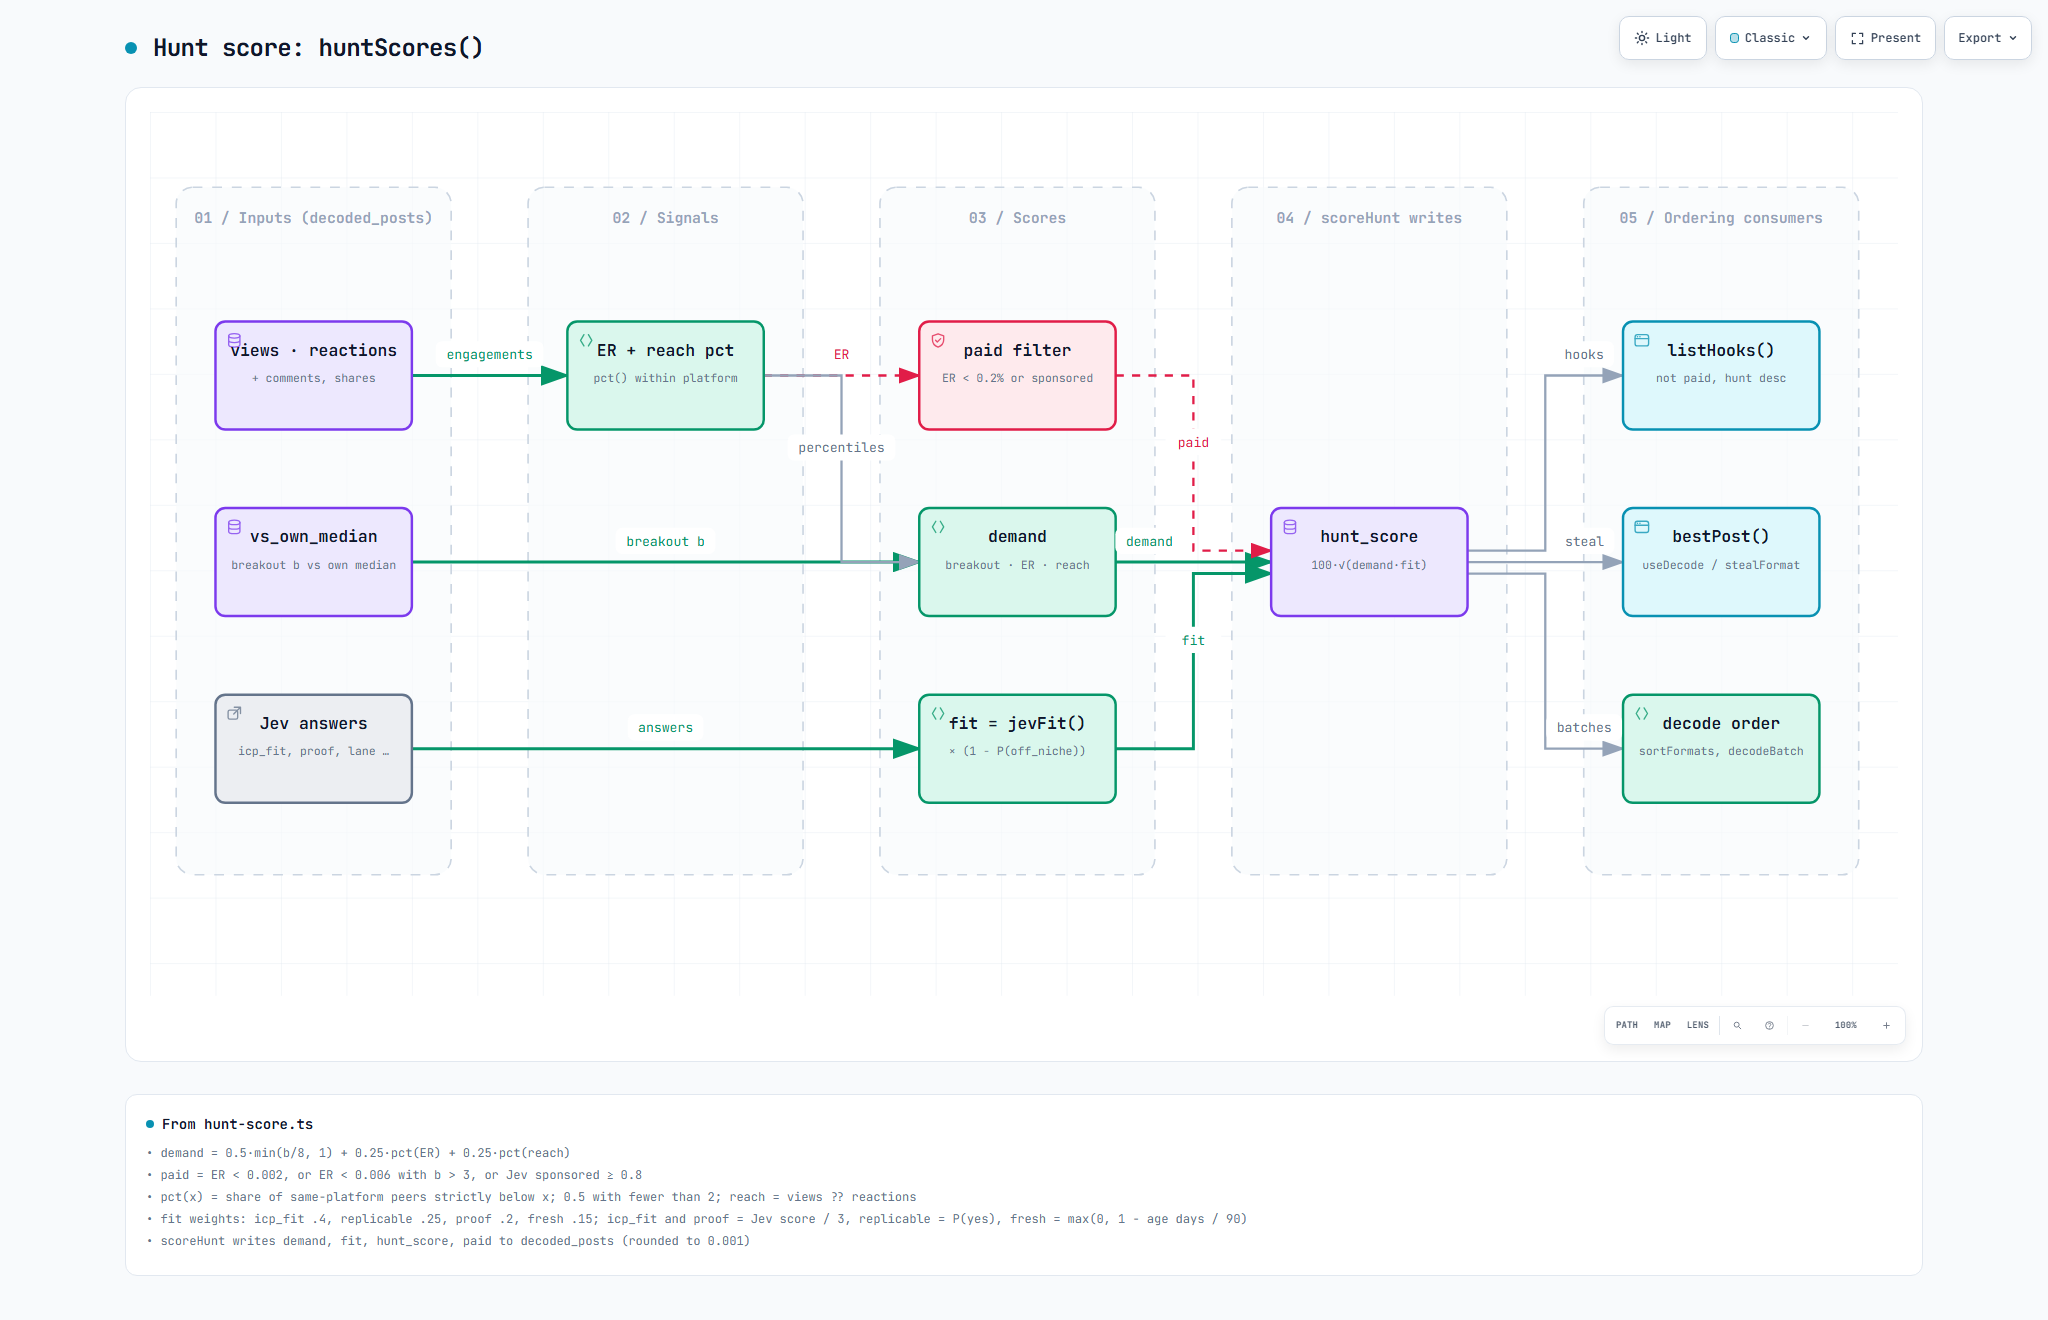 Hunt score: huntScores()
Light
Classic
Present
Export
01 / Inputs (decoded_posts)
02 / Signals
03 / Scores
04 / scoreHunt writes
05 / Ordering consumers
views · reactions
+ comments, shares
engagements
ER + reach pct
pct() within platform
ER
paid filter
ER < 0.2% or sponsored
hooks
listHooks()
not paid, hunt desc
percentiles
paid
vs_own_median
breakout b vs own median
breakout b
demand
breakout · ER · reach
demand
hunt_score
100·√(demand·fit)
steal
bestPost()
useDecode / stealFormat
fit
Jev answers
icp_fit, proof, lane …
answers
fit = jevFit()
× (1 - P(off_niche))
batches
decode order
sortFormats, decodeBatch
PATH
MAP
LENS
100%
From hunt-score.ts
• demand = 0.5·min(b/8, 1) + 0.25·pct(ER) + 0.25·pct(reach)
• paid = ER < 0.002, or ER < 0.006 with b > 3, or Jev sponsored ≥ 0.8
• pct(x) = share of same-platform peers strictly below x; 0.5 with fewer than 2; reach = views ?? reactions
• fit weights: icp_fit .4, replicable .25, proof .2, fresh .15; icp_fit and proof = Jev score / 3, replicable = P(yes), fresh = max(0, 1 - age days / 90)
• scoreHunt writes demand, fit, hunt_score, paid to decoded_posts (rounded to 0.001)